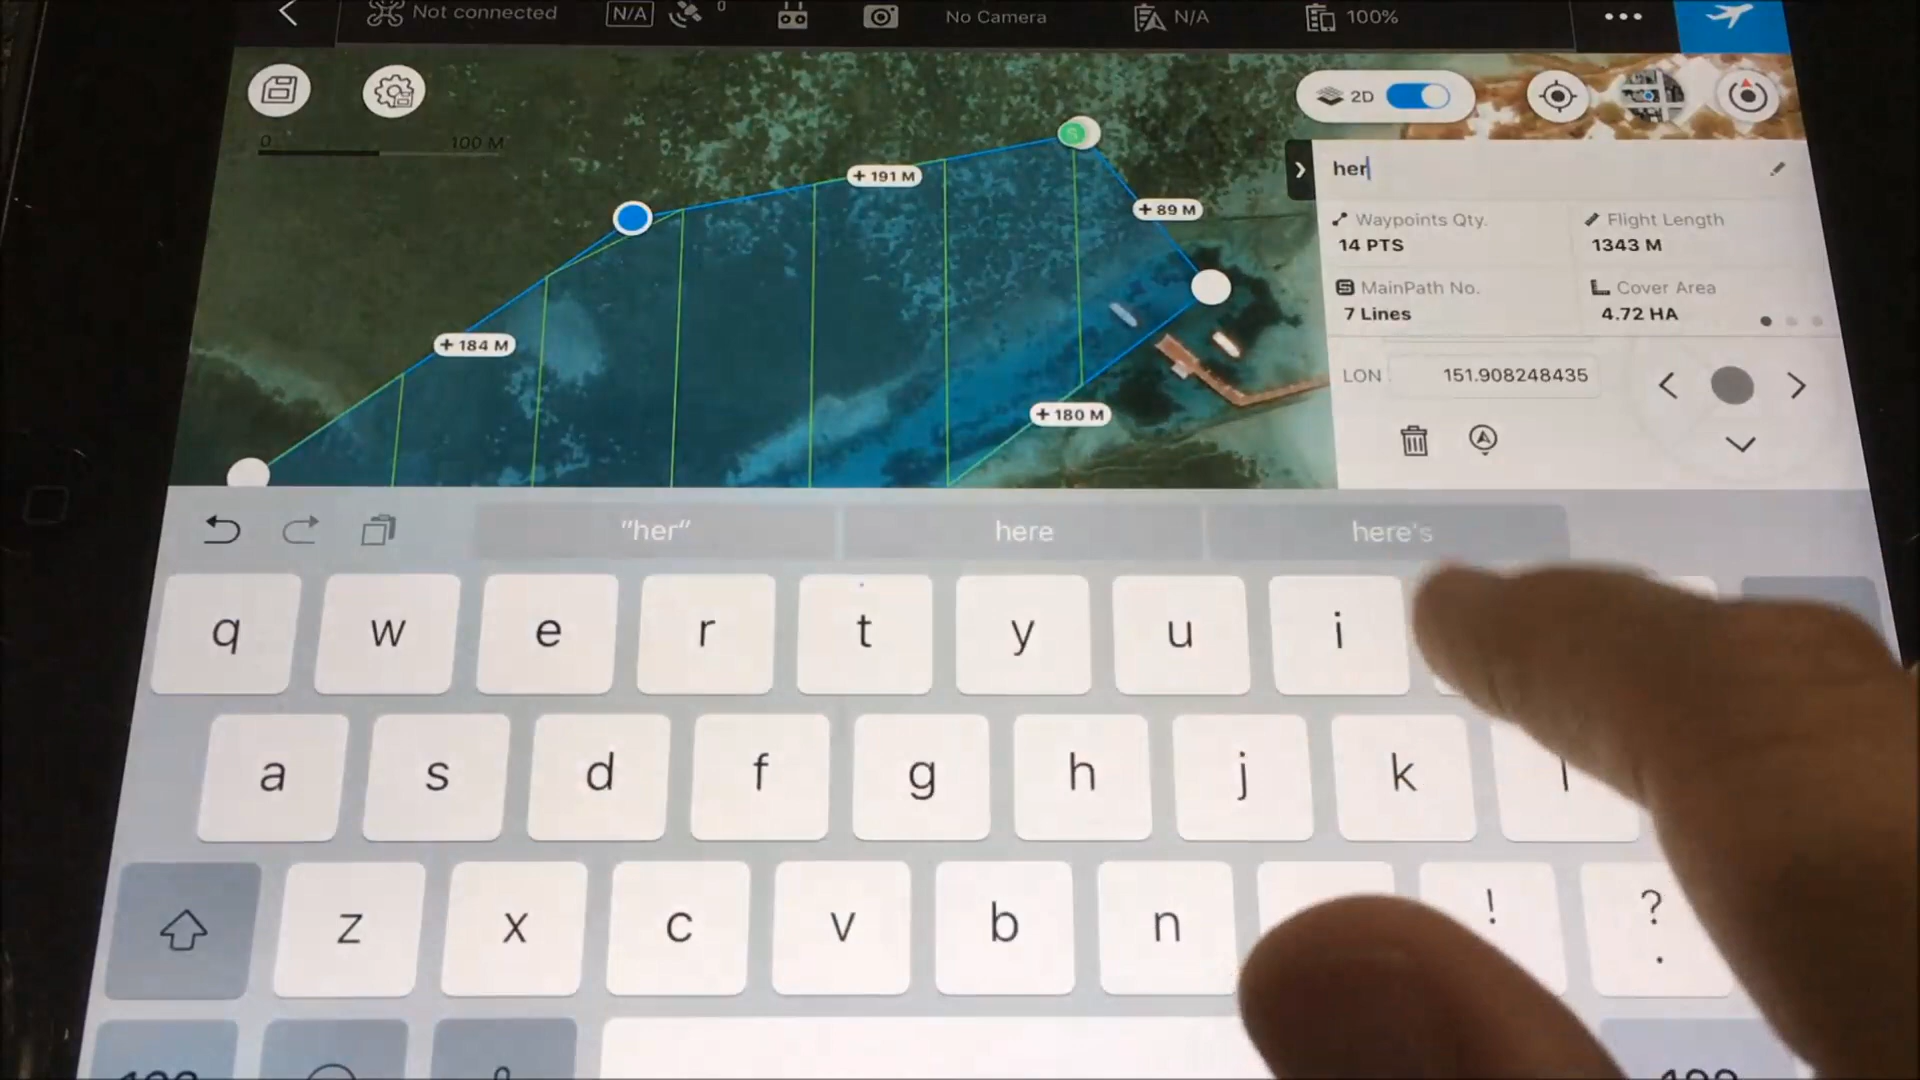 Not connected N/A 0 No Camera N/A 100%
0 100 M
2D
S
+ 191 M
+ 89 M
+ 184 M
+ 180 M
her
Waypoints Qty. Flight Length
14 PTS 1343 M
MainPath No. Cover Area
7 Lines 4.72 HA
LON 151.908248435
"her" here here's
q w e r t y u i
a s d f g h j k l
z x c v b n ! ?
.